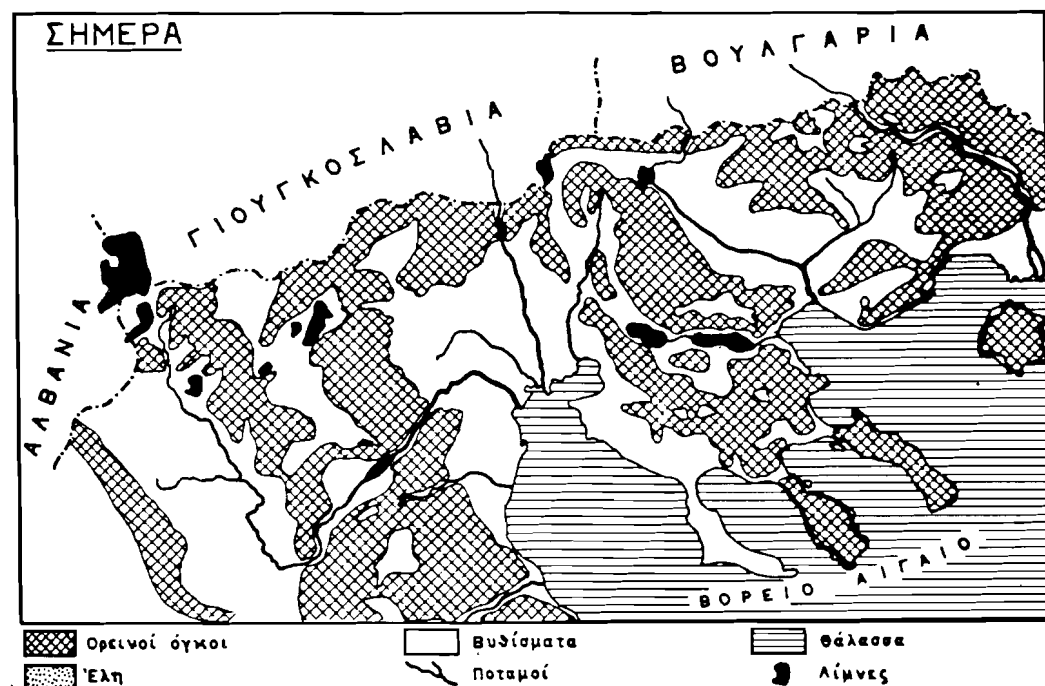 ΣΗΜΕΡΑ
ΒΟΥΛΓΑΡΙΑ
ΓΙΟΥΓΚΟΣΛΑΒΙΑ
ΑΛΒΑΝΙΑ
ΒΟΡΕΙΟ ΑΙΓΑΙΟ
Ορεινοί όγκοι
Βυθίσματα
θάλασσα
Έλη
Ποταμοί
Λίμνες